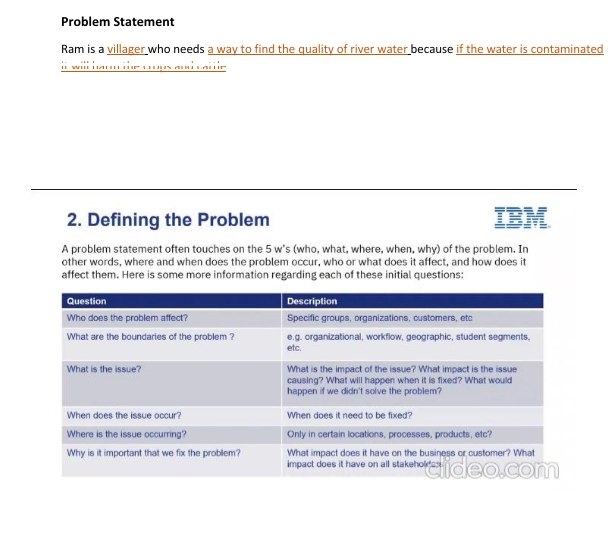 Problem Statement
Ram is a villager who needs a way to find the quality of river water because if the water is contaminated
it will harm the crops and cattle
2. Defining the Problem
IBM
A problem statement often touches on the 5 w's (who, what, where, when, why) of the problem. In
other words, where and when does the problem occur, who or what does it affect, and how does it
affect them. Here is some more information regarding each of these initial questions:
Question Description
Who does the problem affect? Specific groups, organizations, customers, etc
What are the boundaries of the problem ? e.g. organizational, workflow, geographic, student segments,
etc.
What is the issue? What is the impact of the issue? What impact is the issue
causing? What will happen when it is fixed? What would
happen if we didn't solve the problem?
When does the issue occur? When does it need to be fixed?
Where is the issue occurring? Only in certain locations, processes, products, etc?
Why is it important that we fix the problem? What impact does it have on the business or customer? What
impact does it have on all stakeholders
clideo.com